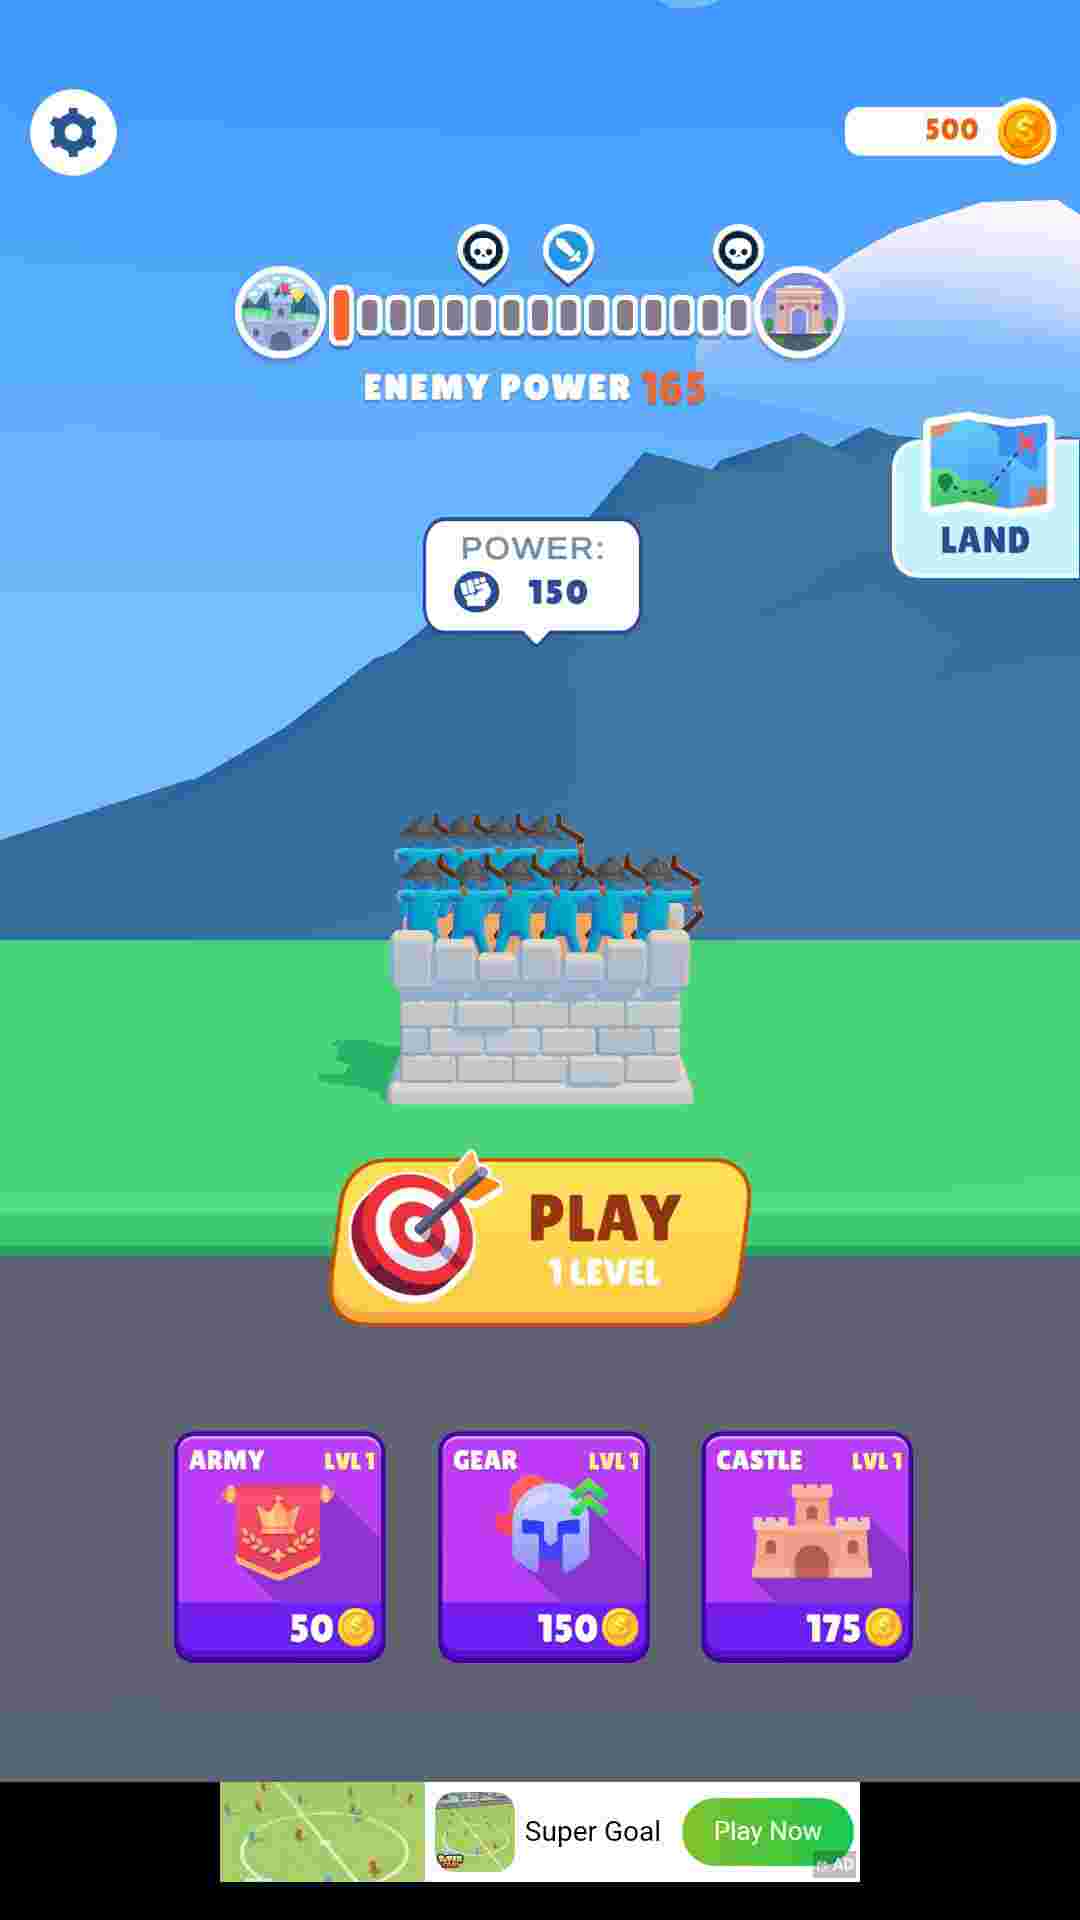 500
ENEMY POWER 165
LAND
POWER:
150
PLAY
1 LEVEL
ARMY LVL 1
GEAR LVL 1
CASTLE LVL 1
50
150
175
Super Goal
Play Now
AD